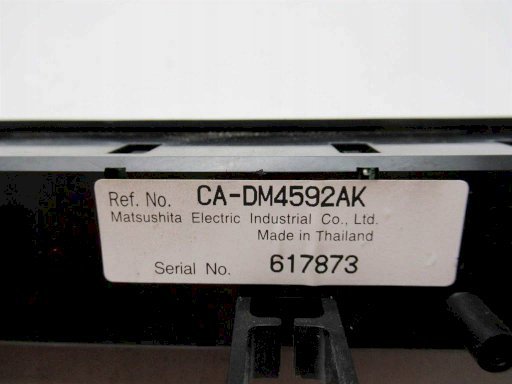 Ref. No. CA-DM4592AK
Matsushita Electric Industrial Co., Ltd.
Made in Thailand
Serial No. 617873